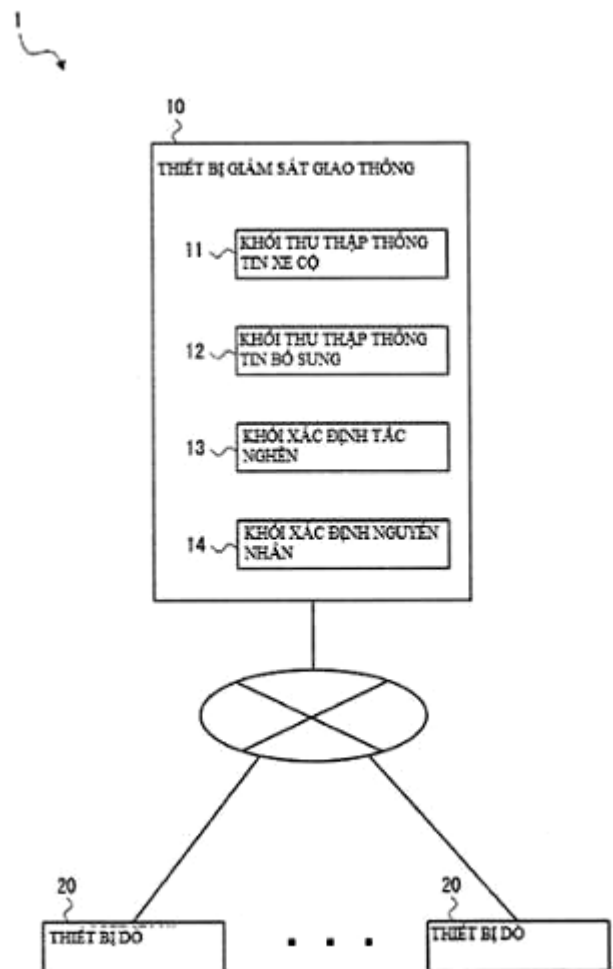 1
10
THIẾT BỊ GIÁM SÁT GIAO THÔNG
11
KHỐI THU THẬP THÔNG
TIN XE CỘ
12
KHỐI THU THẬP THÔNG
TIN BỔ SUNG
13
KHỐI XÁC ĐỊNH TẮC
NGHẼN
14
KHỐI XÁC ĐỊNH NGUYÊN
NHÂN
20
THIẾT BỊ DÒ
20
THIẾT BỊ DÒ